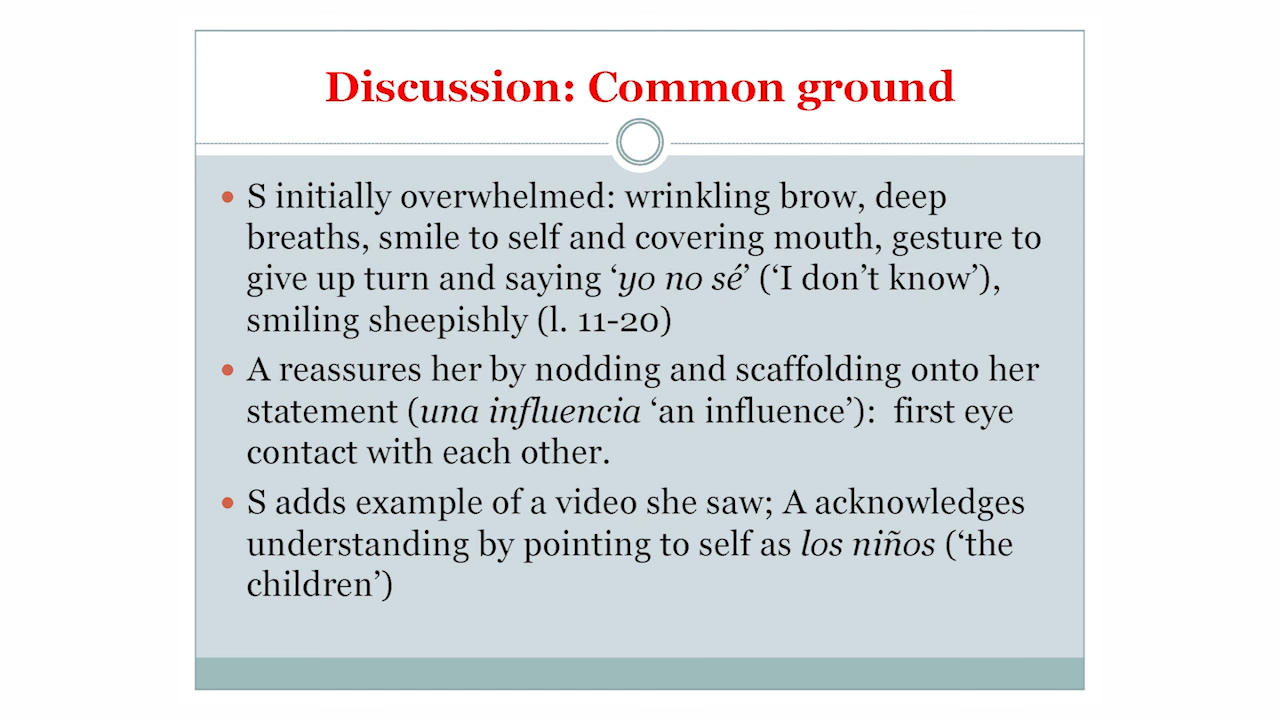 Discussion: Common ground
S initially overwhelmed: wrinkling brow, deep
breaths, smile to self and covering mouth, gesture to
give up turn and saying ‘yo no sé’ (‘I don’t know’),
smiling sheepishly (l. 11-20)
A reassures her by nodding and scaffolding onto her
statement (una influencia ‘an influence’):  first eye
contact with each other.
S adds example of a video she saw; A acknowledges
understanding by pointing to self as los niños (‘the
children’)